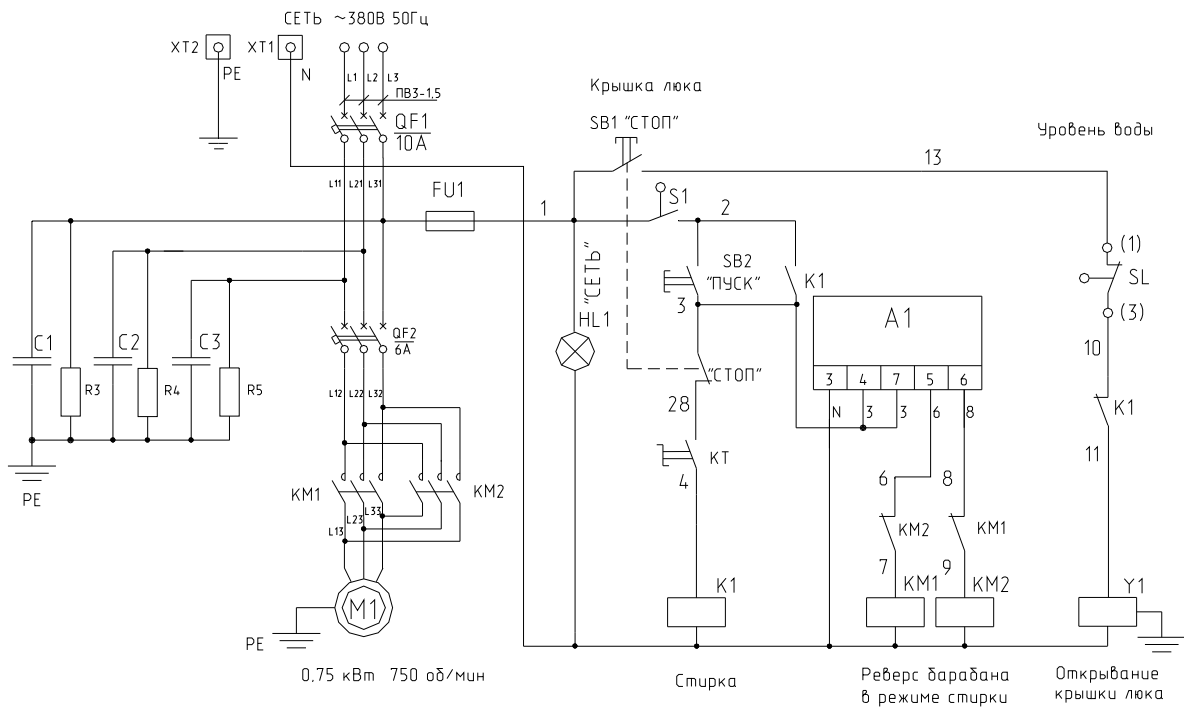 СЕТЬ ~380В 50Гц
XT2
XT1
PE
N
L1
L2
L3
ПВ3-1,5
QF1
10А
Крышка люка
SB1 "СТОП"
Уровень воды
13
L11
L21
L31
FU1
1
S1
2
(1)
SL
(3)
"СЕТЬ"
HL1
SB2
"ПУСК"
3
K1
A1
3
4
7
5
6
N
3
3
6
8
QF2
6А
C1
R3
C2
R4
C3
R5
"СТОП"
10
L12
L22
L32
28
K1
PE
KM1
KM2
KT
4
11
L13
L23
L33
6
8
KM2
KM1
7
9
M1
K1
KM1
KM2
Y1
PE
0,75 кВт 750 об/мин
Стирка
Реверс барабана
в режиме стирки
Открывание
крышки люка